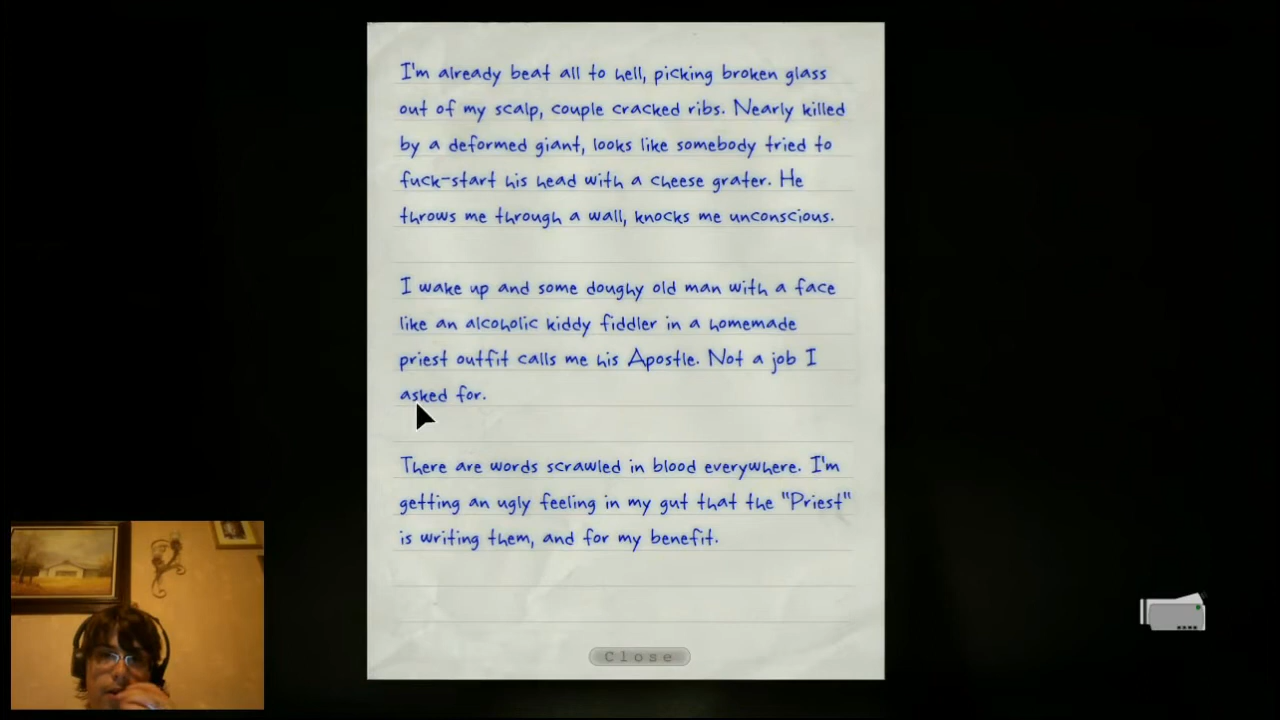 I'm already beat all to hell, picking broken glass
out of my scalp, couple cracked ribs. Nearly killed
by a deformed giant, looks like somebody tried to
fuck-start his head with a cheese grater. He
throws me through a wall, knocks me unconscious.
I wake up and some doughy old man with a face
like an alcoholic kiddy fiddler in a homemade
priest outfit calls me his Apostle. Not a job I
asked for.
There are words scrawled in blood everywhere. I'm
getting an ugly feeling in my gut that the "Priest"
is writing them, and for my benefit.
Close